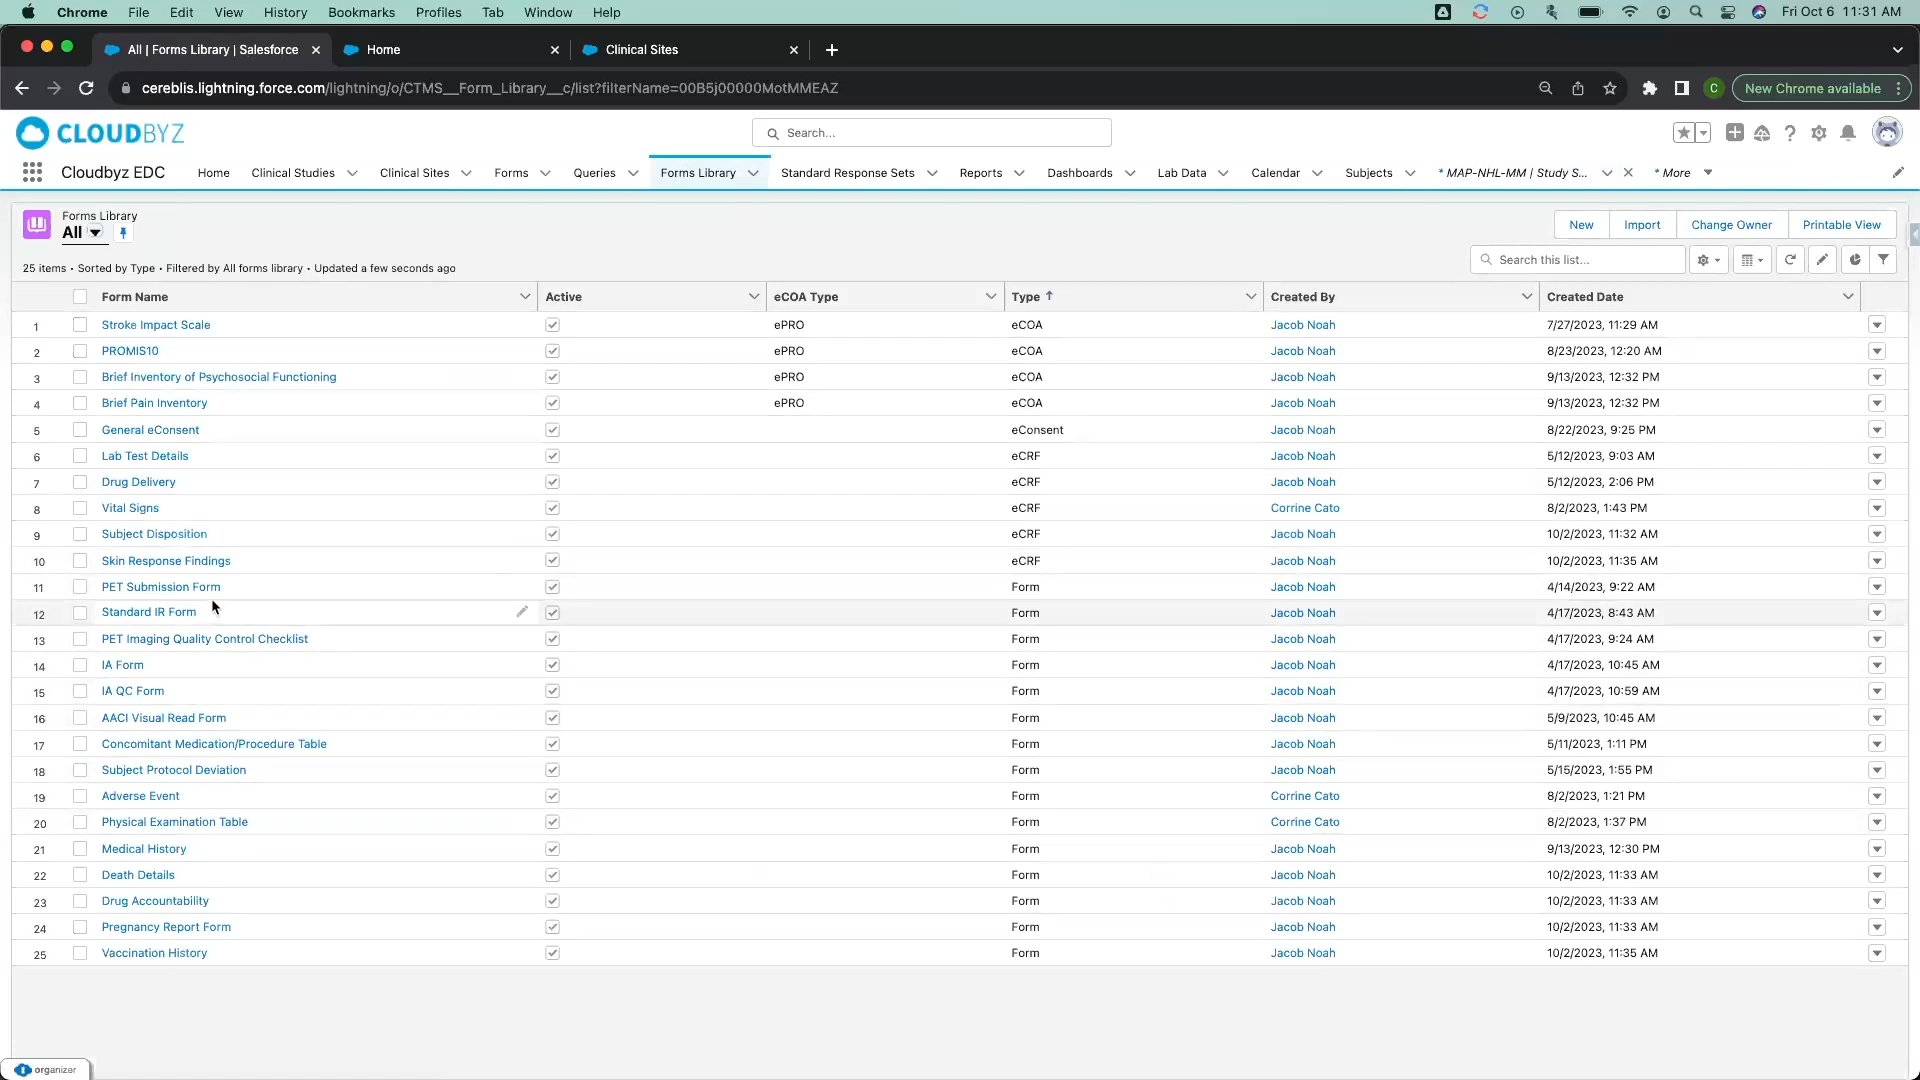 Chrome File Edit View History Bookmarks Profiles Tab Window Help Fri Oct 6 11:31 AM
All | Forms Library | Salesforce Home Clinical Sites
cereblis.lightning.force.com/lightning/o/CTMS__Form_Library__c/list?filterName=00B5j00000MotMMEAZ C New Chrome available
CLOUDBYZ Search...
Cloudbyz EDC Home Clinical Studies Clinical Sites Forms Queries Forms Library Standard Response Sets Reports Dashboards Lab Data Calendar Subjects * MAP-NHL-MM | Study S... * More
Forms Library
All New Import Change Owner Printable View
25 items • Sorted by Type • Filtered by All forms library • Updated a few seconds ago Search this list...
Form Name Active eCOA Type Type Created By Created Date
1 Stroke Impact Scale ePRO eCOA Jacob Noah 7/27/2023, 11:29 AM
2 PROMIS10 ePRO eCOA Jacob Noah 8/23/2023, 12:20 AM
3 Brief Inventory of Psychosocial Functioning ePRO eCOA Jacob Noah 9/13/2023, 12:32 PM
4 Brief Pain Inventory ePRO eCOA Jacob Noah 9/13/2023, 12:32 PM
5 General eConsent eConsent Jacob Noah 8/22/2023, 9:25 PM
6 Lab Test Details eCRF Jacob Noah 5/12/2023, 9:03 AM
7 Drug Delivery eCRF Jacob Noah 5/12/2023, 2:06 PM
8 Vital Signs eCRF Corrine Cato 8/2/2023, 1:43 PM
9 Subject Disposition eCRF Jacob Noah 10/2/2023, 11:32 AM
10 Skin Response Findings eCRF Jacob Noah 10/2/2023, 11:35 AM
11 PET Submission Form Form Jacob Noah 4/14/2023, 9:22 AM
12 Standard IR Form Form Jacob Noah 4/17/2023, 8:43 AM
13 PET Imaging Quality Control Checklist Form Jacob Noah 4/17/2023, 9:24 AM
14 IA Form Form Jacob Noah 4/17/2023, 10:45 AM
15 IA QC Form Form Jacob Noah 4/17/2023, 10:59 AM
16 AACI Visual Read Form Form Jacob Noah 5/9/2023, 10:45 AM
17 Concomitant Medication/Procedure Table Form Jacob Noah 5/11/2023, 1:11 PM
18 Subject Protocol Deviation Form Jacob Noah 5/15/2023, 1:55 PM
19 Adverse Event Form Corrine Cato 8/2/2023, 1:21 PM
20 Physical Examination Table Form Corrine Cato 8/2/2023, 1:37 PM
21 Medical History Form Jacob Noah 9/13/2023, 12:30 PM
22 Death Details Form Jacob Noah 10/2/2023, 11:33 AM
23 Drug Accountability Form Jacob Noah 10/2/2023, 11:33 AM
24 Pregnancy Report Form Form Jacob Noah 10/2/2023, 11:33 AM
25 Vaccination History Form Jacob Noah 10/2/2023, 11:35 AM
organizer